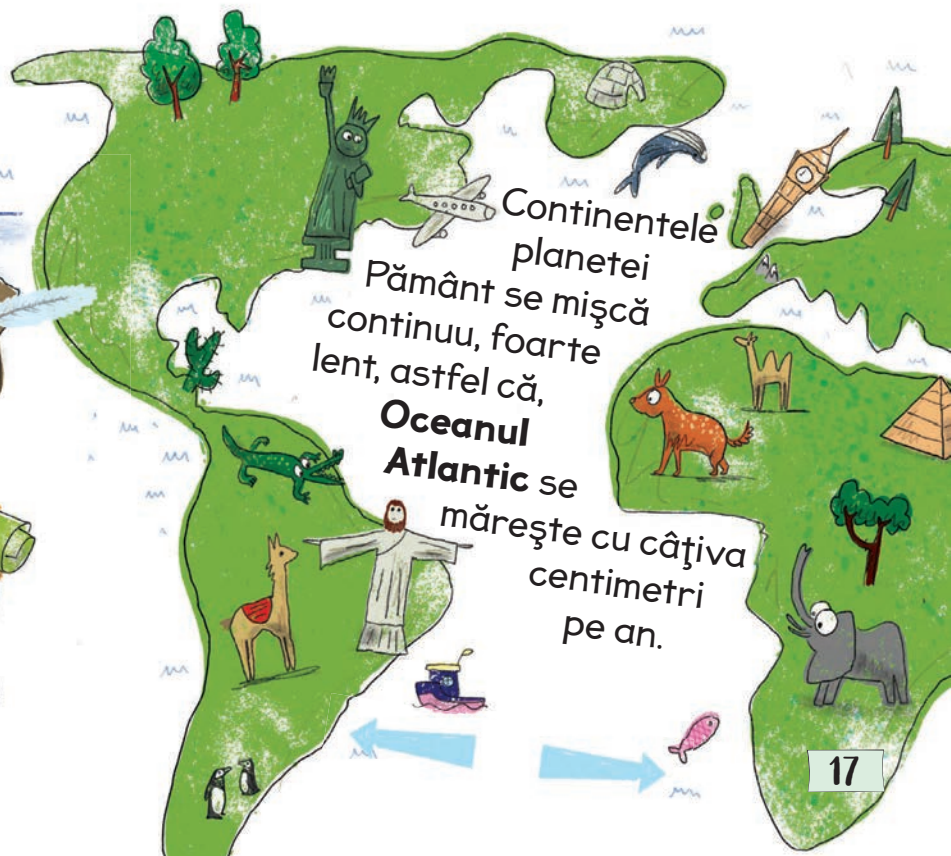 Continentele
planetei
Pământ se mişcă
continuu, foarte
lent, astfel că,
Oceanul
Atlantic se
măreşte cu câţiva
centimetri
pe an.
17